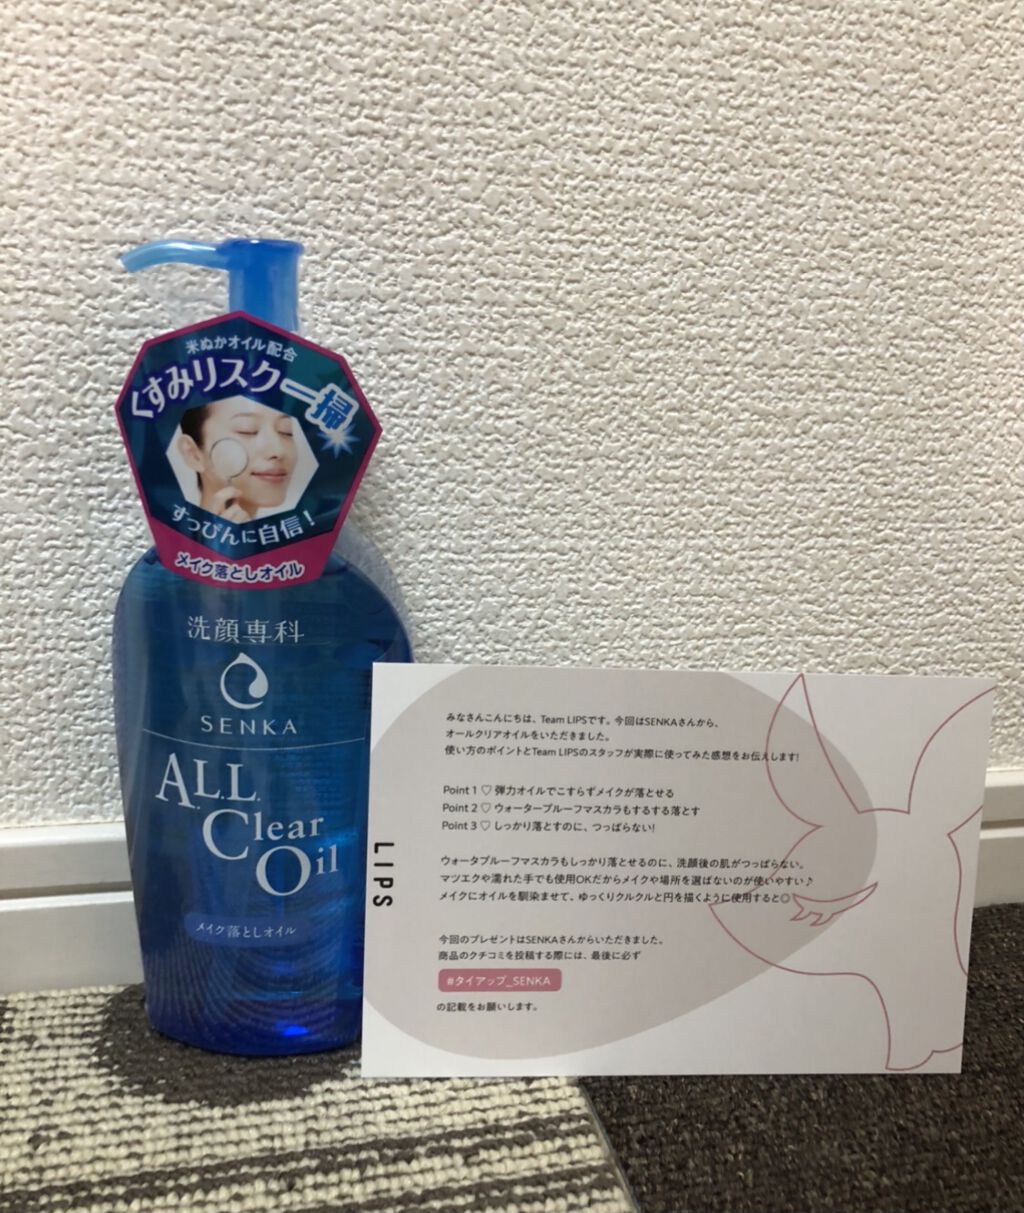 米ぬかオイル配合
くすみリスク一掃
すっぴんに自信!
メイク落としオイル
洗顔専科
SENKA
ALL
Clear
Oil
メイク落としオイル
LIPS
みなさんこんにちは、Team LIPSです。今回はSENKAさんから、
オールクリアオイルをいただきました。
使い方のポイントとTeam LIPSのスタッフが実際に使ってみた感想をお伝えします!
Point 1 ♡ 弾力オイルでこすらずメイクが落とせる
Point 2 ♡ ウォータープルーフマスカラもするする落とす
Point 3 ♡ しっかり落とすのに、つっぱらない!
ウォータプルーフマスカラもしっかり落とせるのに、洗顔後の肌がつっぱらない。
マツエクや濡れた手でも使用OKだからメイクや場所を選ばないのが使いやすい♪
メイクにオイルを馴染ませて、ゆっくりクルクルと円を描くように使用すると◎
今回のプレゼントはSENKAさんからいただきました。
商品のクチコミを投稿する際には、最後に必ず
#タイアップ_SENKA
の記載をお願いします。